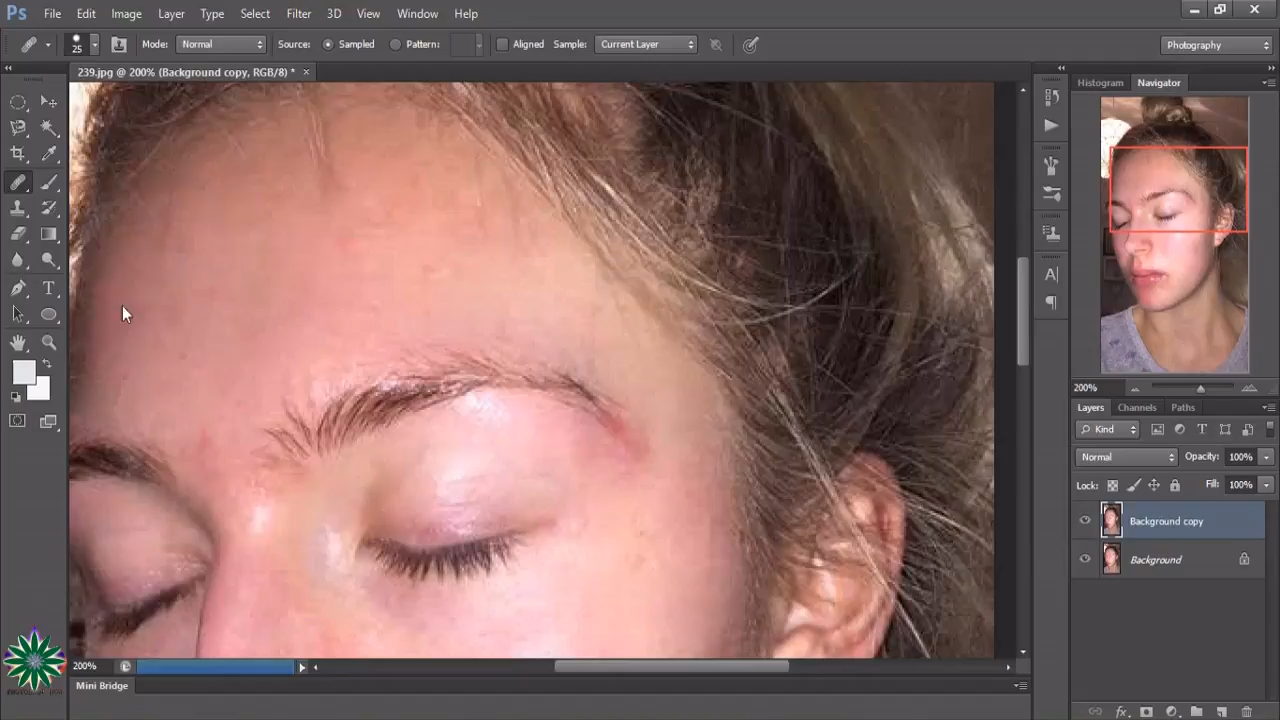 Ps File Edit Image Layer Type Select Filter 3D View Window Help
25 Mode: Normal Source: Sampled Pattern: Aligned Sample: Current Layer Photography
239.jpg @ 200% (Background copy, RGB/8) * ×
Histogram Navigator
200%
Layers Channels Paths
Kind T
Normal Opacity: 100%
Lock: Fill: 100%
Background copy
Background
fx
T
A
200%
Mini Bridge